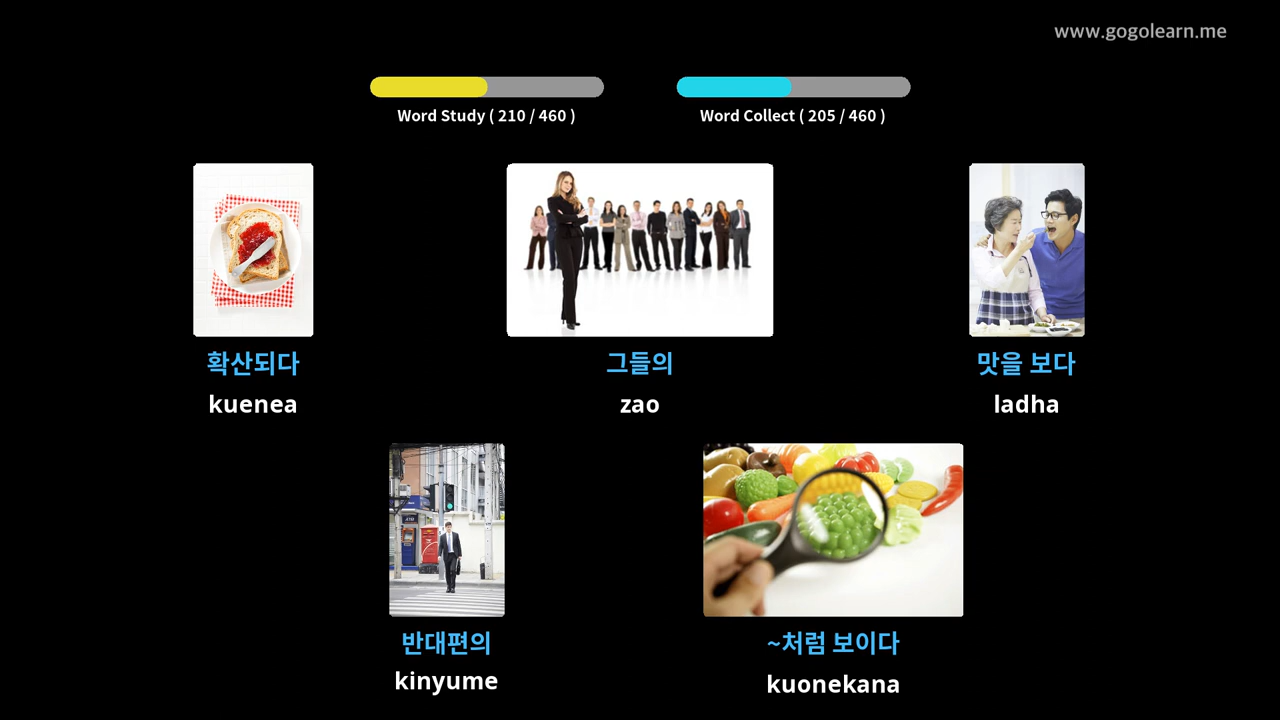 www.gogolearn.me
Word Study ( 210 / 460 )
Word Collect ( 205 / 460 )
확산되다
kuenea
그들의
zao
맛을 보다
ladha
반대편의
kinyume
~처럼 보이다
kuonekana